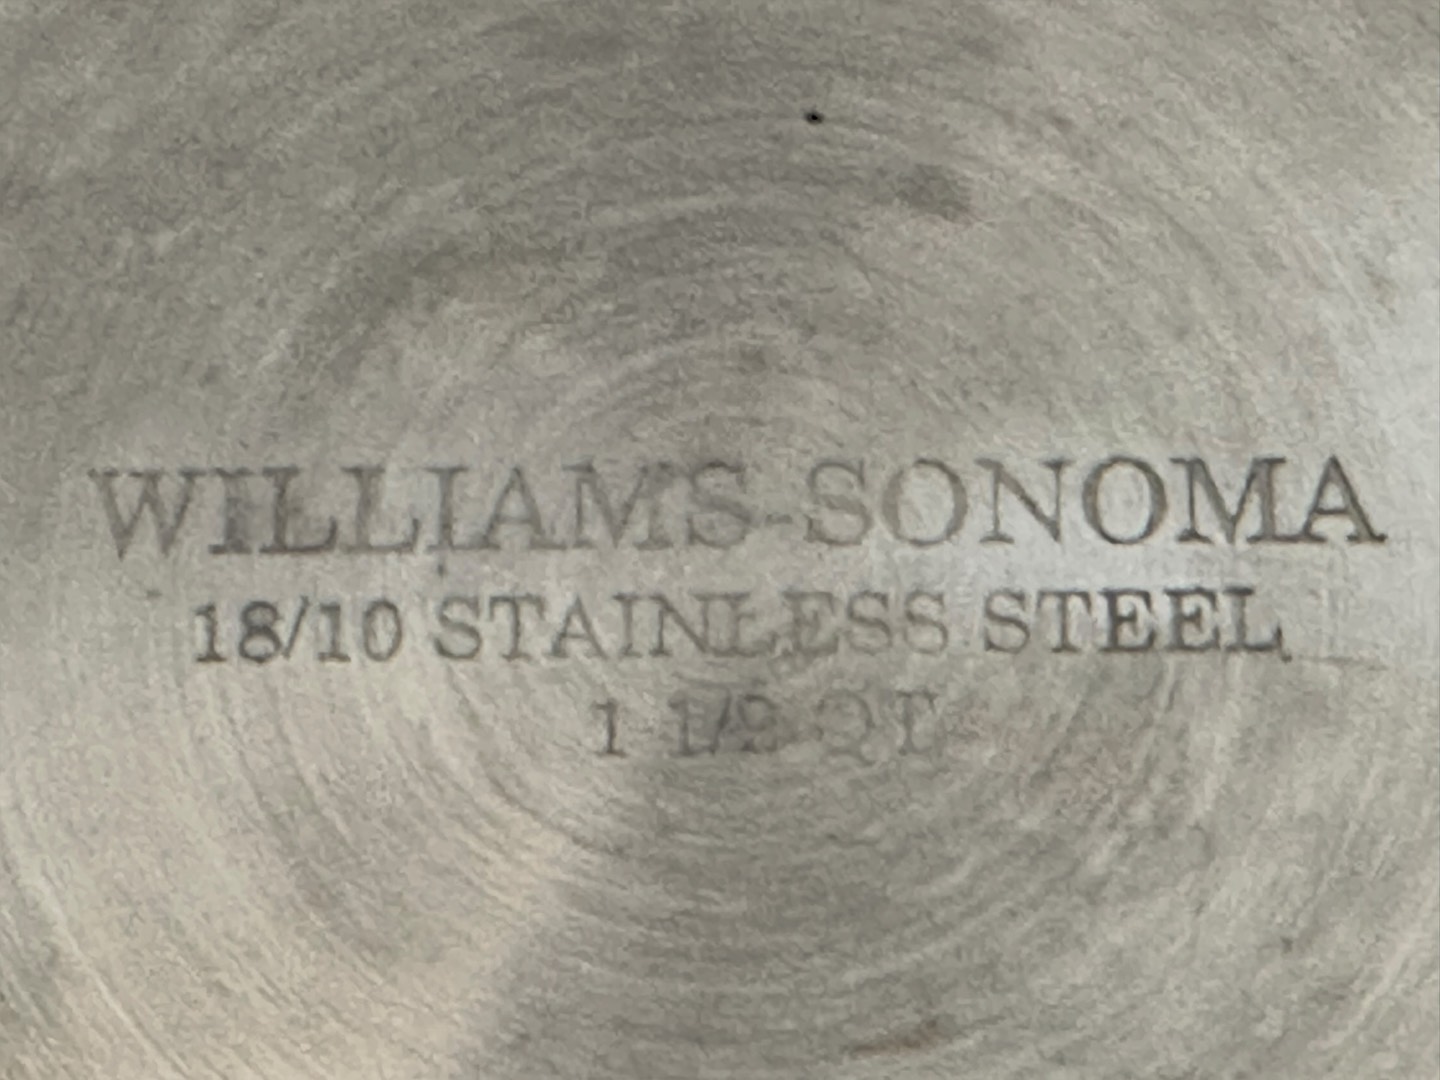 WILLIAMS-SONOMA
18/10 STAINLESS STEEL
1 1/2 QT